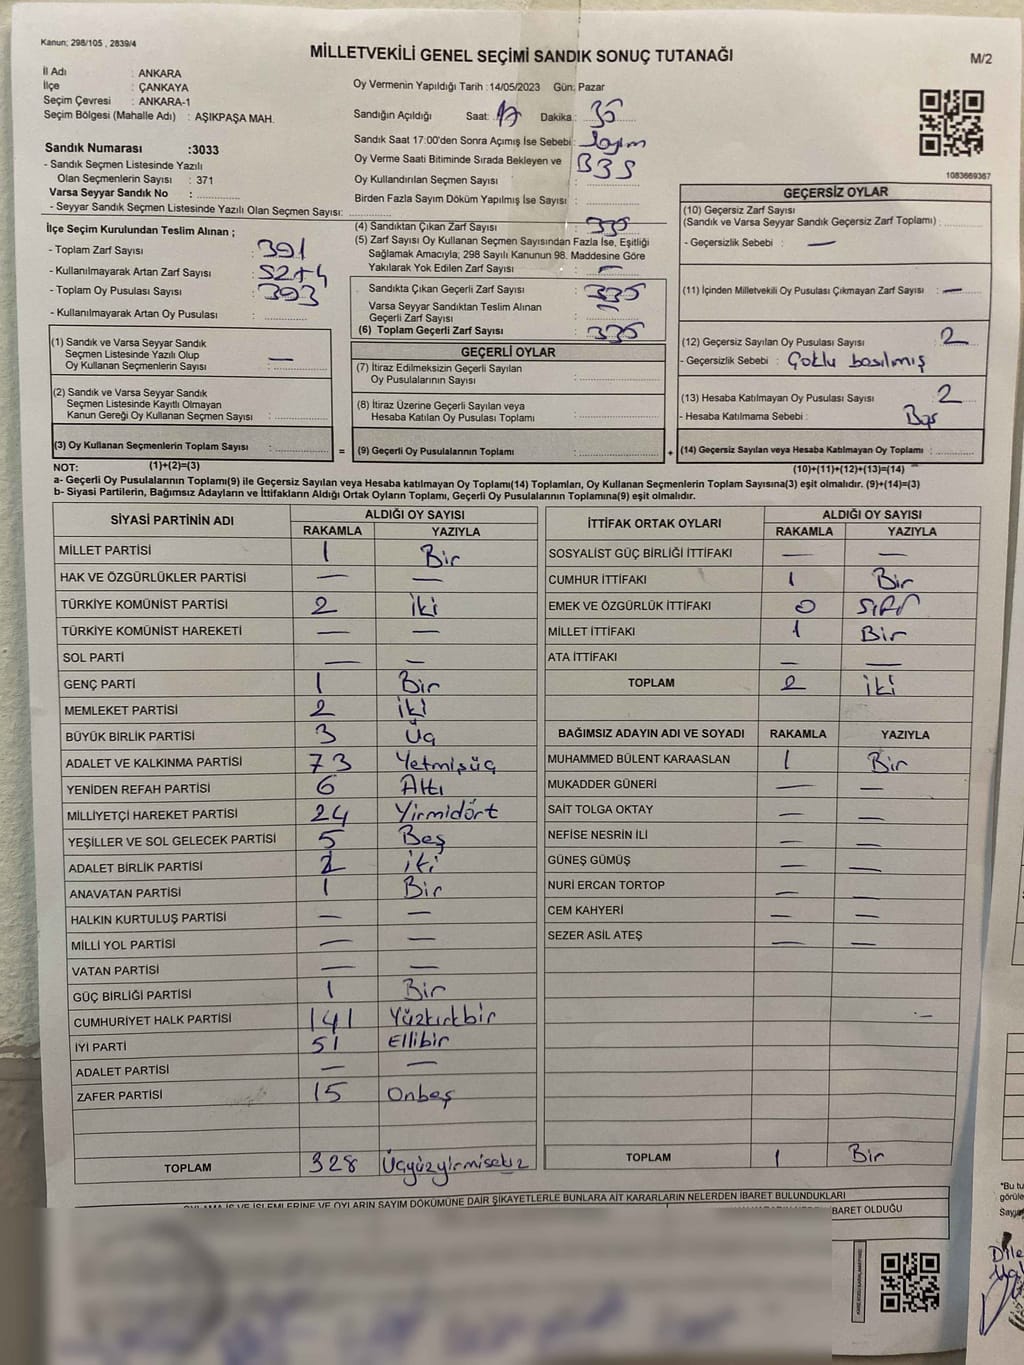 Kanun; 298/105 , 2839/4
MİLLETVEKİLİ GENEL SEÇİMİ SANDIK SONUÇ TUTANAĞI
M/2
İl Adı : ANKARA
İlçe : ÇANKAYA
Seçim Çevresi : ANKARA-1
Seçim Bölgesi (Mahalle Adı) : AŞIKPAŞA MAH.
Sandık Numarası :3033
- Sandık Seçmen Listesinde Yazılı
Olan Seçmenlerin Sayısı : 371
Varsa Seyyar Sandık No :
- Seyyar Sandık Seçmen Listesinde Yazılı Olan Seçmen Sayısı:
Oy Vermenin Yapıldığı Tarih :14/05/2023 Gün: Pazar
Sandığın Açıldığı Saat: 17 Dakika: 35
Sandık Saat 17:00'den Sonra Açımış İse Sebebi: Sayım
Oy Verme Saati Bitiminde Sırada Bekleyen ve
Oy Kullandırılan Seçmen Sayısı : 335
Birden Fazla Sayım Döküm Yapılmış İse Sayısı:
1083669367
İlçe Seçim Kurulundan Teslim Alınan ;
- Toplam Zarf Sayısı : 391
- Kullanılmayarak Artan Zarf Sayısı : 52+4
- Toplam Oy Pusulası Sayısı : 393
- Kullanılmayarak Artan Oy Pusulası :
(1) Sandık ve Varsa Seyyar Sandık
Seçmen Listesinde Yazılı Olup
Oy Kullanan Seçmenlerin Sayısı : —
(2) Sandık ve Varsa Seyyar Sandık
Seçmen Listesinde Kayıtlı Olmayan
Kanun Gereği Oy Kullanan Seçmen Sayısı :
(3) Oy Kullanan Seçmenlerin Toplam Sayısı : =
(1)+(2)=(3)
(4) Sandıktan Çıkan Zarf Sayısı : 335
(5) Zarf Sayısı Oy Kullanan Seçmen Sayısından Fazla İse, Eşitliği
Sağlamak Amacıyla; 298 Sayılı Kanunun 98. Maddesine Göre
Yakılarak Yok Edilen Zarf Sayısı : —
Sandıkta Çıkan Geçerli Zarf Sayısı : 335
Varsa Seyyar Sandıktan Teslim Alınan
Geçerli Zarf Sayısı : —
(6) Toplam Geçerli Zarf Sayısı : 335
GEÇERLİ OYLAR
(7) İtiraz Edilmeksizin Geçerli Sayılan
Oy Pusulalarının Sayısı :
(8) İtiraz Üzerine Geçerli Sayılan veya
Hesaba Katılan Oy Pusulası Toplamı :
(9) Geçerli Oy Pusulalarının Toplamı : +
GEÇERSİZ OYLAR
(10) Geçersiz Zarf Sayısı
(Sandık ve Varsa Seyyar Sandık Geçersiz Zarf Toplamı) :
- Geçersizlik Sebebi : —
(11) İçinden Milletvekili Oy Pusulası Çıkmayan Zarf Sayısı : —
(12) Geçersiz Sayılan Oy Pusulası Sayısı : 2
- Geçersizlik Sebebi : Çoklu basılmış
(13) Hesaba Katılmayan Oy Pusulası Sayısı : 2
- Hesaba Katılmama Sebebi : Boş
(14) Geçersiz Sayılan veya Hesaba Katılmayan Oy Toplamı :
(10)+(11)+(12)+(13)=(14)
NOT:
a- Geçerli Oy Pusulalarının Toplamı(9) ile Geçersiz Sayılan veya Hesaba katılmayan Oy Toplamı(14) Toplamları, Oy Kullanan Seçmenlerin Toplam Sayısına(3) eşit olmalıdır. (9)+(14)=(3)
b- Siyasi Partilerin, Bağımsız Adayların ve İttifakların Aldığı Ortak Oyların Toplamı, Geçerli Oy Pusulalarının Toplamına(9) eşit olmalıdır.
SİYASİ PARTİNİN ADI ALDIĞI OY SAYISI
RAKAMLA YAZIYLA
MİLLET PARTİSİ 1 Bir
HAK VE ÖZGÜRLÜKLER PARTİSİ — —
TÜRKİYE KOMÜNİST PARTİSİ 2 iki
TÜRKİYE KOMÜNİST HAREKETİ — —
SOL PARTİ — —
GENÇ PARTİ 1 Bir
MEMLEKET PARTİSİ 2 iki
BÜYÜK BİRLİK PARTİSİ 3 Üç
ADALET VE KALKINMA PARTİSİ 73 Yetmişüç
YENİDEN REFAH PARTİSİ 6 Altı
MİLLİYETÇİ HAREKET PARTİSİ 24 Yirmidört
YEŞİLLER VE SOL GELECEK PARTİSİ 5 Beş
ADALET BİRLİK PARTİSİ 2 iki
ANAVATAN PARTİSİ 1 Bir
HALKIN KURTULUŞ PARTİSİ — —
MİLLİ YOL PARTİSİ — —
VATAN PARTİSİ — —
GÜÇ BİRLİĞİ PARTİSİ 1 Bir
CUMHURİYET HALK PARTİSİ 141 Yüzkırkbir
İYİ PARTİ 51 Ellibir
ADALET PARTİSİ — —
ZAFER PARTİSİ 15 Onbeş
TOPLAM 328 Üçyüzyirmisekiz
İTTİFAK ORTAK OYLARI ALDIĞI OY SAYISI
RAKAMLA YAZIYLA
SOSYALİST GÜÇ BİRLİĞİ İTTİFAKI — —
CUMHUR İTTİFAKI 1 Bir
EMEK VE ÖZGÜRLÜK İTTİFAKI 0 Sıfır
MİLLET İTTİFAKI 1 Bir
ATA İTTİFAKI — —
TOPLAM 2 iki
BAĞIMSIZ ADAYIN ADI VE SOYADI RAKAMLA YAZIYLA
MUHAMMED BÜLENT KARAASLAN 1 Bir
MUKADDER GÜNERİ — —
SAİT TOLGA OKTAY — —
NEFİSE NESRİN İLİ — —
GÜNEŞ GÜMÜŞ — —
NURİ ERCAN TORTOP — —
CEM KAHYERİ — —
SEZER ASİL ATEŞ — —
TOPLAM 1 Bir
OYLAMA İŞ VE İŞLEMLERİNE VE OYLARIN SAYIM DÖKÜMÜNE DAİR ŞİKAYETLERLE BUNLARA AİT KARARLARIN NELERDEN İBARET BULUNDUKLARI
İBARET OLDUĞU